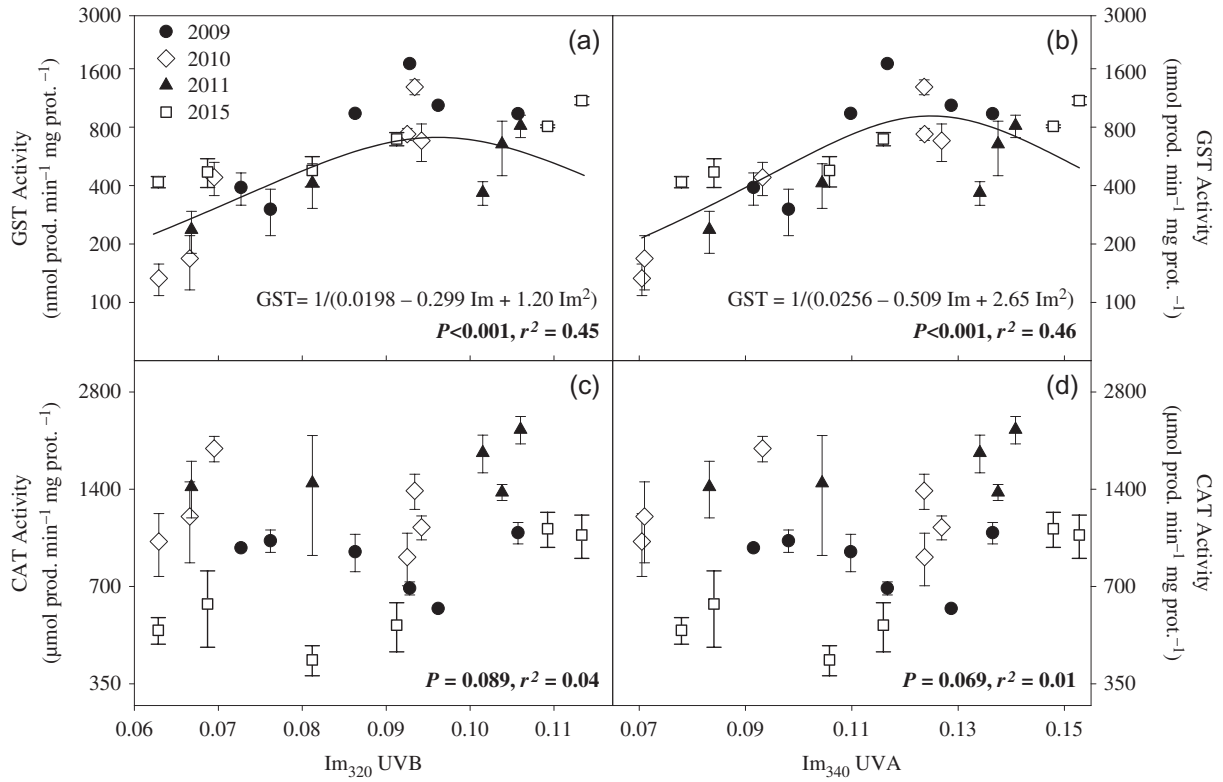 3000
1600
800
400
200
100
GST Activity
(nmol prod. min⁻¹ mg prot. ⁻¹)
2009
2010
2011
2015
(a)
GST= 1/(0.0198 – 0.299 Im + 1.20 Im²)
P<0.001, r² = 0.45
(b)
GST = 1/(0.0256 – 0.509 Im + 2.65 Im²)
P<0.001, r² = 0.46
3000
1600
800
400
200
100
GST Activity
(nmol prod. min⁻¹ mg prot. ⁻¹)
2800
1400
700
350
CAT Activity
(µmol prod. min⁻¹ mg prot. ⁻¹)
(c)
P = 0.089, r² = 0.04
(d)
P = 0.069, r² = 0.01
2800
1400
700
350
CAT Activity
(µmol prod. min⁻¹ mg prot.⁻¹)
0.06 0.07 0.08 0.09 0.10 0.11
0.07 0.09 0.11 0.13 0.15
Im₃₂₀ UVB
Im₃₄₀ UVA